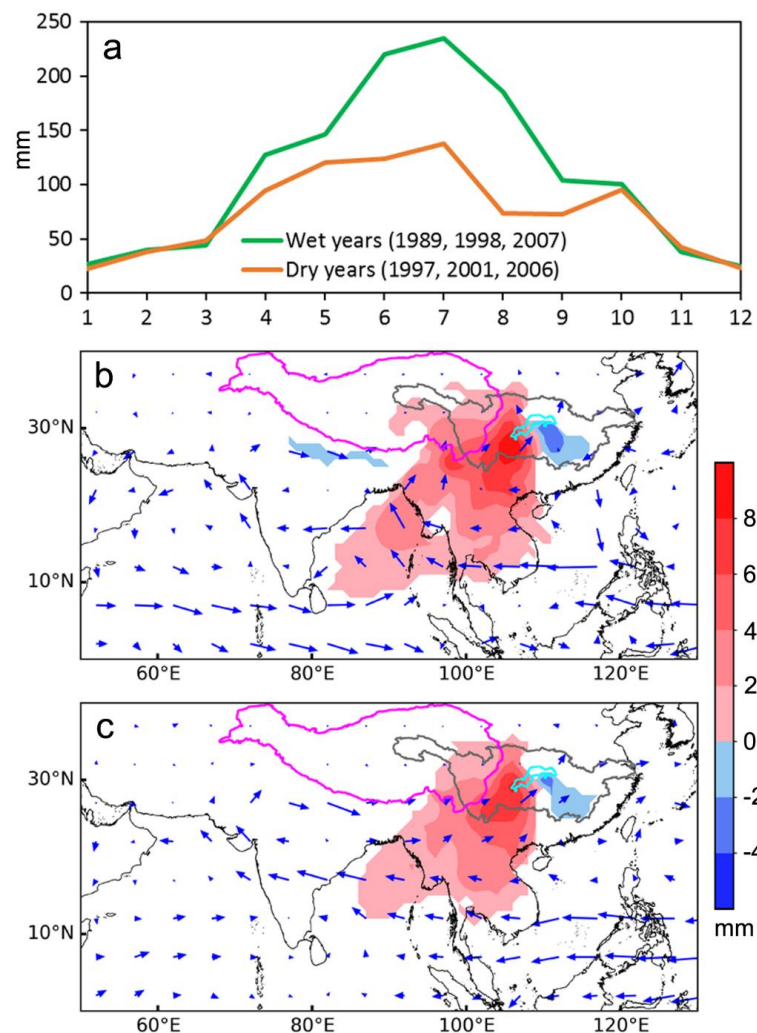 250
a
200
150
mm
100
50
Wet years (1989, 1998, 2007)
Dry years (1997, 2001, 2006)
0
1 2 3 4 5 6 7 8 9 10 11 12
b
30°N
10°N
60°E 80°E 100°E 120°E
c
30°N
10°N
60°E 80°E 100°E 120°E
8
6
4
2
0
-2
-4
mm